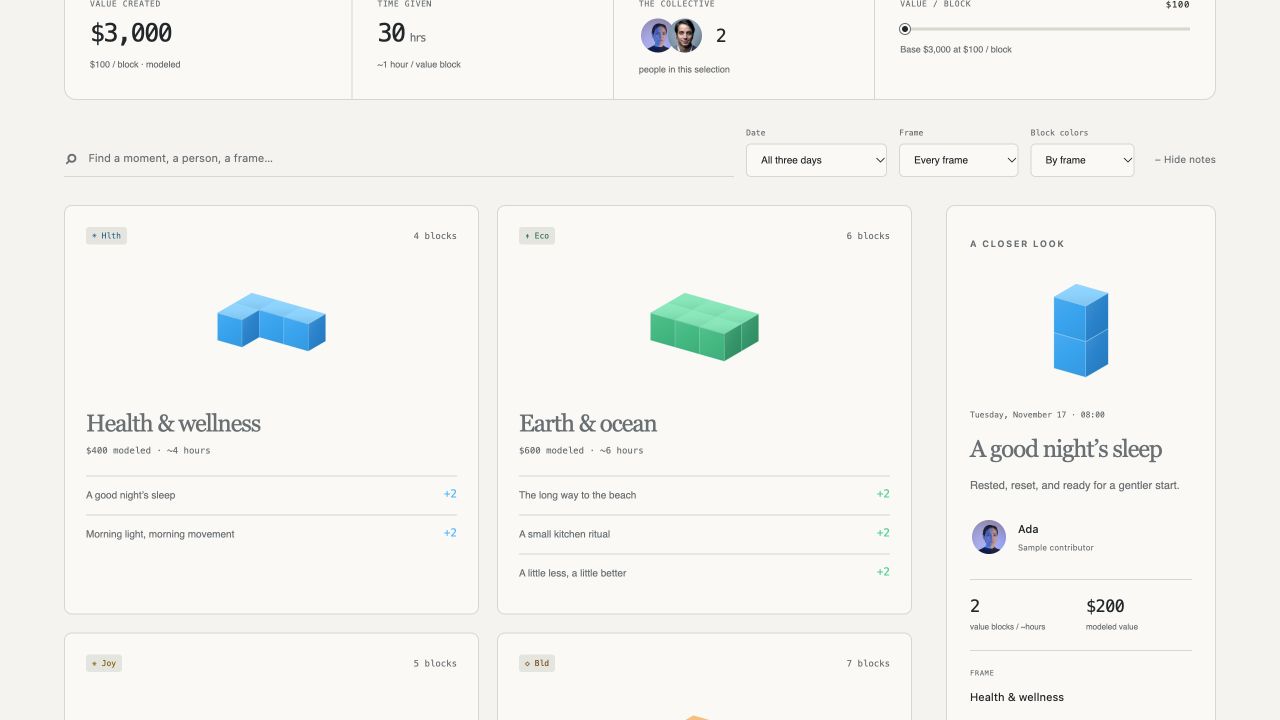 VALUE CREATED
$3,000
$100 / block · modeled
TIME GIVEN
30 hrs
~1 hour / value block
THE COLLECTIVE
2
people in this selection
VALUE / BLOCK
$100
Base $3,000 at $100 / block
Find a moment, a person, a frame...
Date
All three days
Frame
Every frame
Block colors
By frame
– Hide notes
Hlth
4 blocks
Health & wellness
$400 modeled · ~4 hours
A good night’s sleep
+2
Morning light, morning movement
+2
Eco
6 blocks
Earth & ocean
$600 modeled · ~6 hours
The long way to the beach
+2
A small kitchen ritual
+2
A little less, a little better
+2
Joy
5 blocks
Bld
7 blocks
A CLOSER LOOK
Tuesday, November 17 · 08:00
A good night’s sleep
Rested, reset, and ready for a gentler start.
Ada
Sample contributor
2
value blocks / ~hours
$200
modeled value
FRAME
Health & wellness